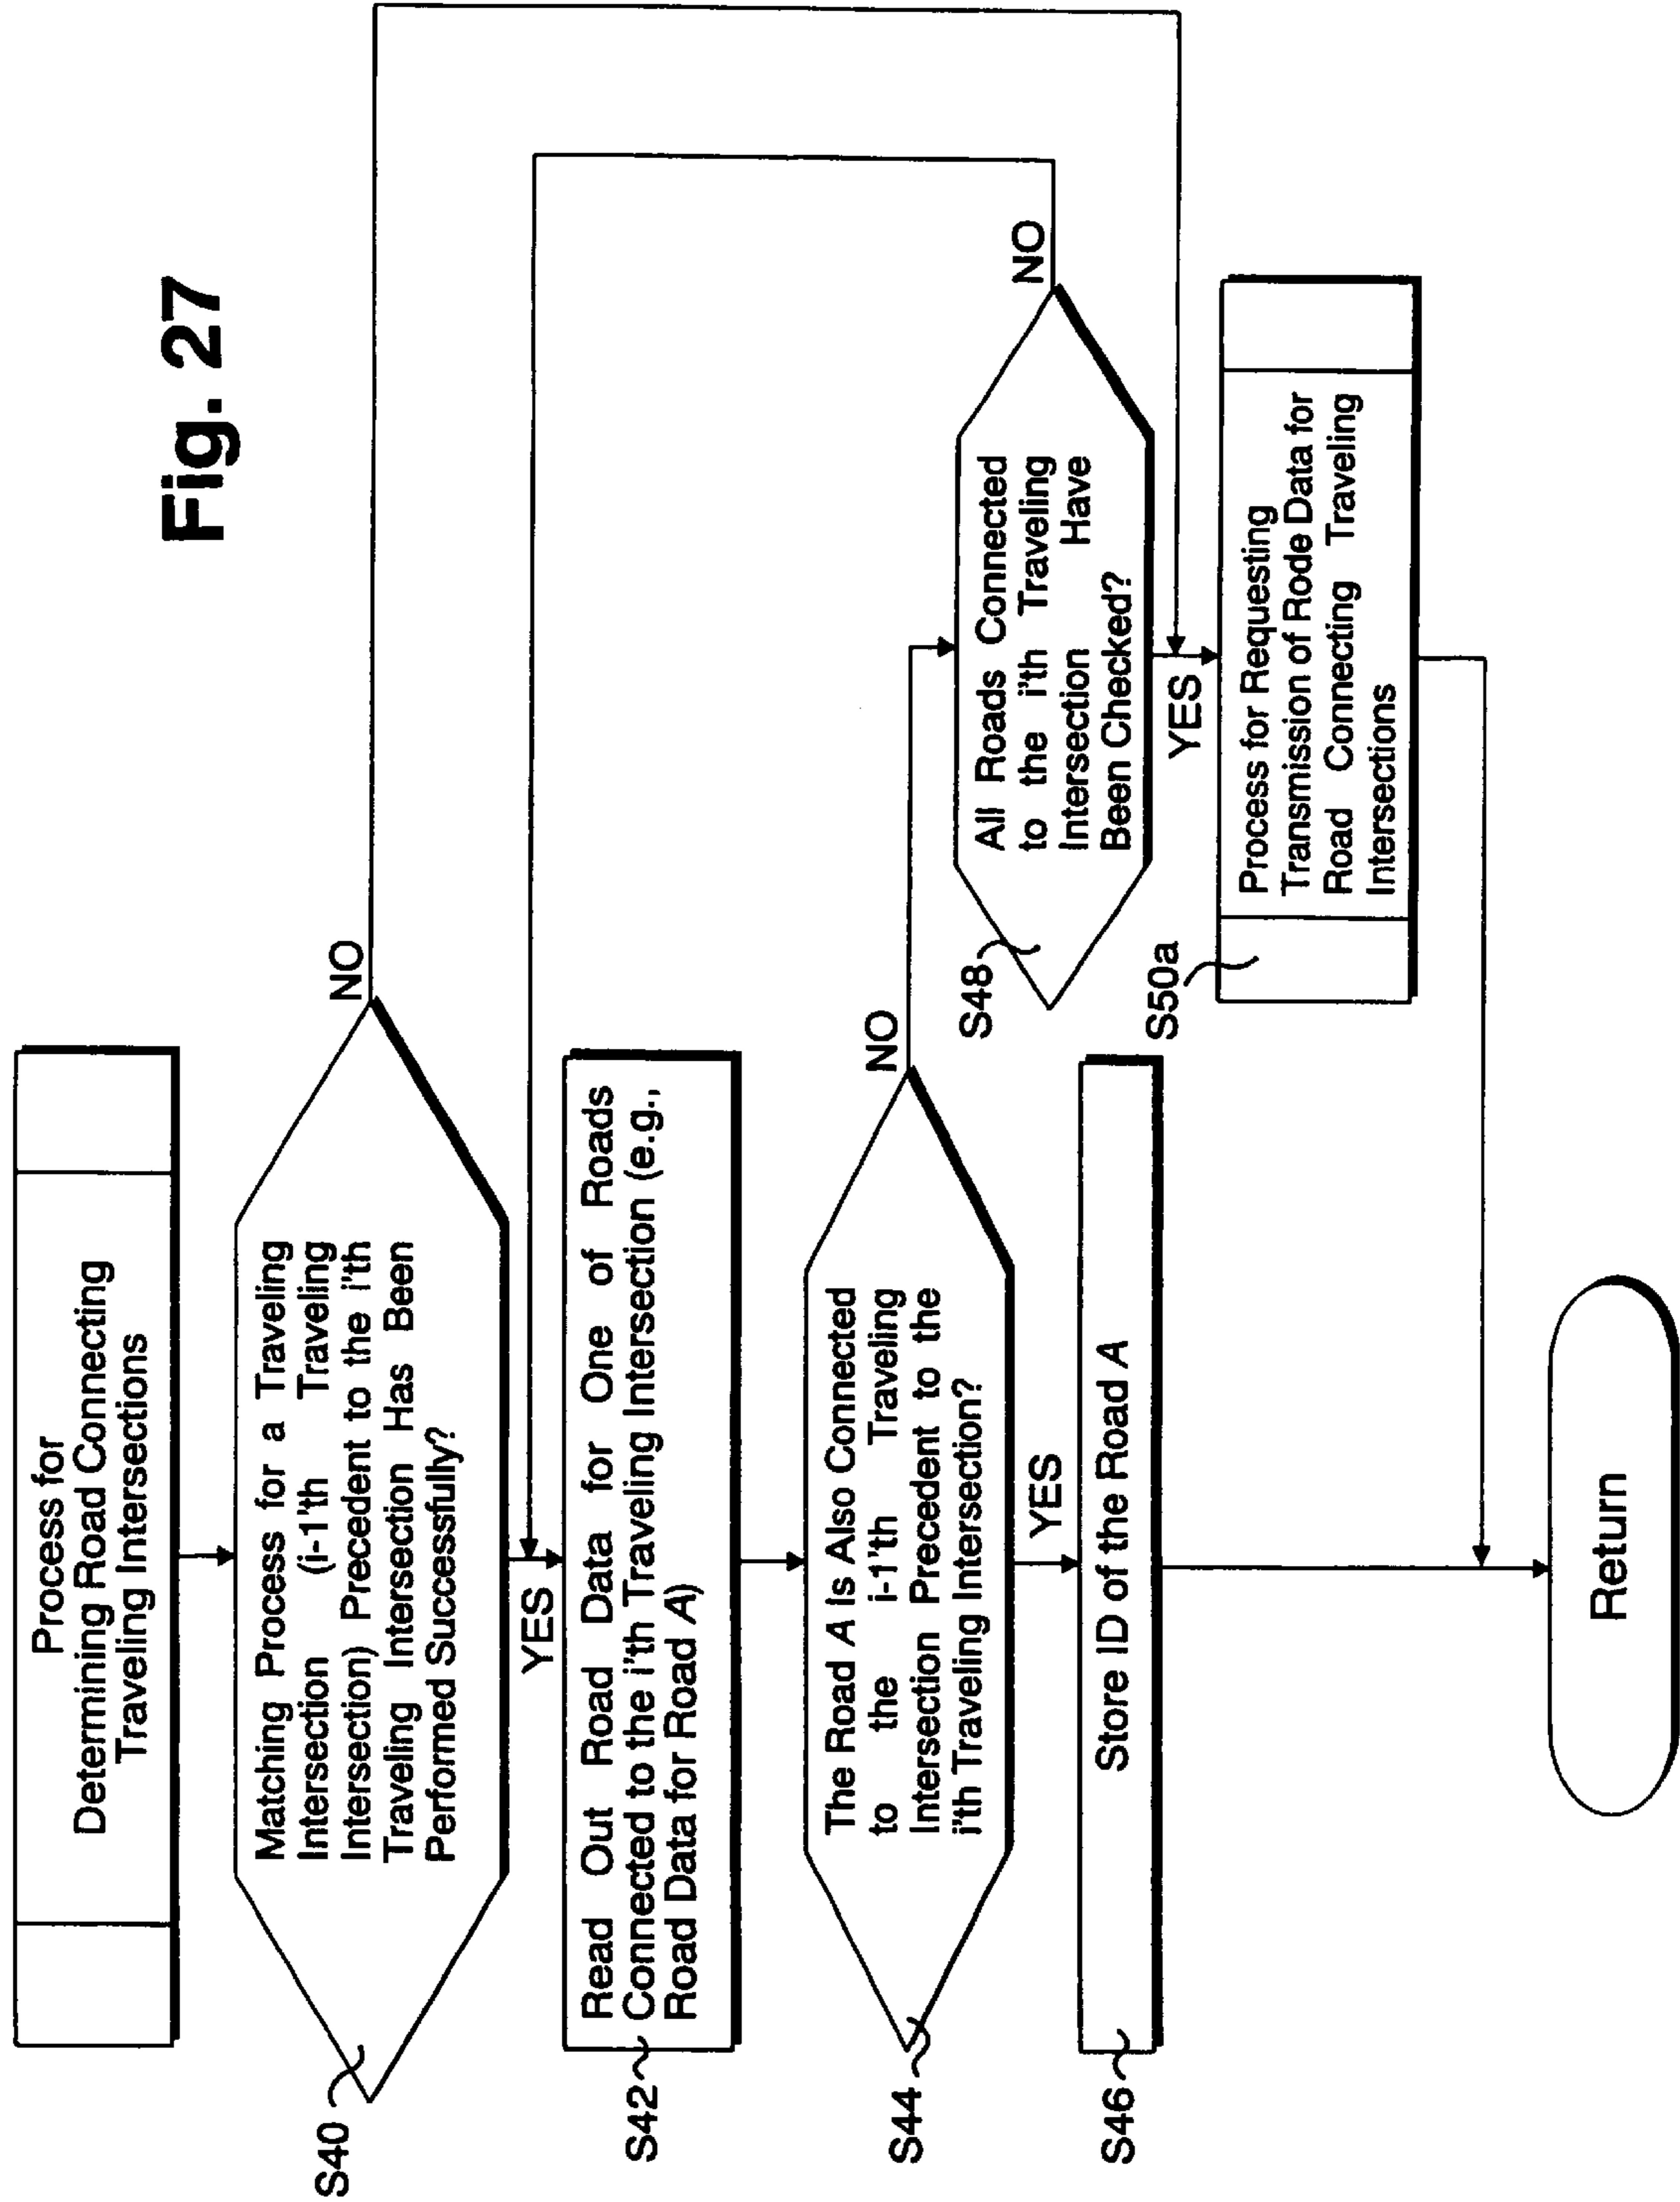 Fig. 27
Process for
Determining Road Connecting
Traveling Intersections
S40
Matching Process for a Traveling
Intersection (i-1'th Traveling
Intersection) Precedent to the i'th
Traveling Intersection Has Been
Performed Successfully?
NO
YES
S42
Read Out Road Data for One of Roads
Connected to the i'th Traveling Intersection (e.g.,
Road Data for Road A)
S44
The Road A Is Also Connected
to the i-1'th Traveling
Intersection Precedent to the
i'th Traveling Intersection?
NO
YES
S46
Store ID of the Road A
S48
All Roads Connected
to the i'th Traveling
Intersection Have
Been Checked?
NO
YES
S50a
Process for Requesting
Transmission of Rode Data for
Road Connecting Traveling
Intersections
Return